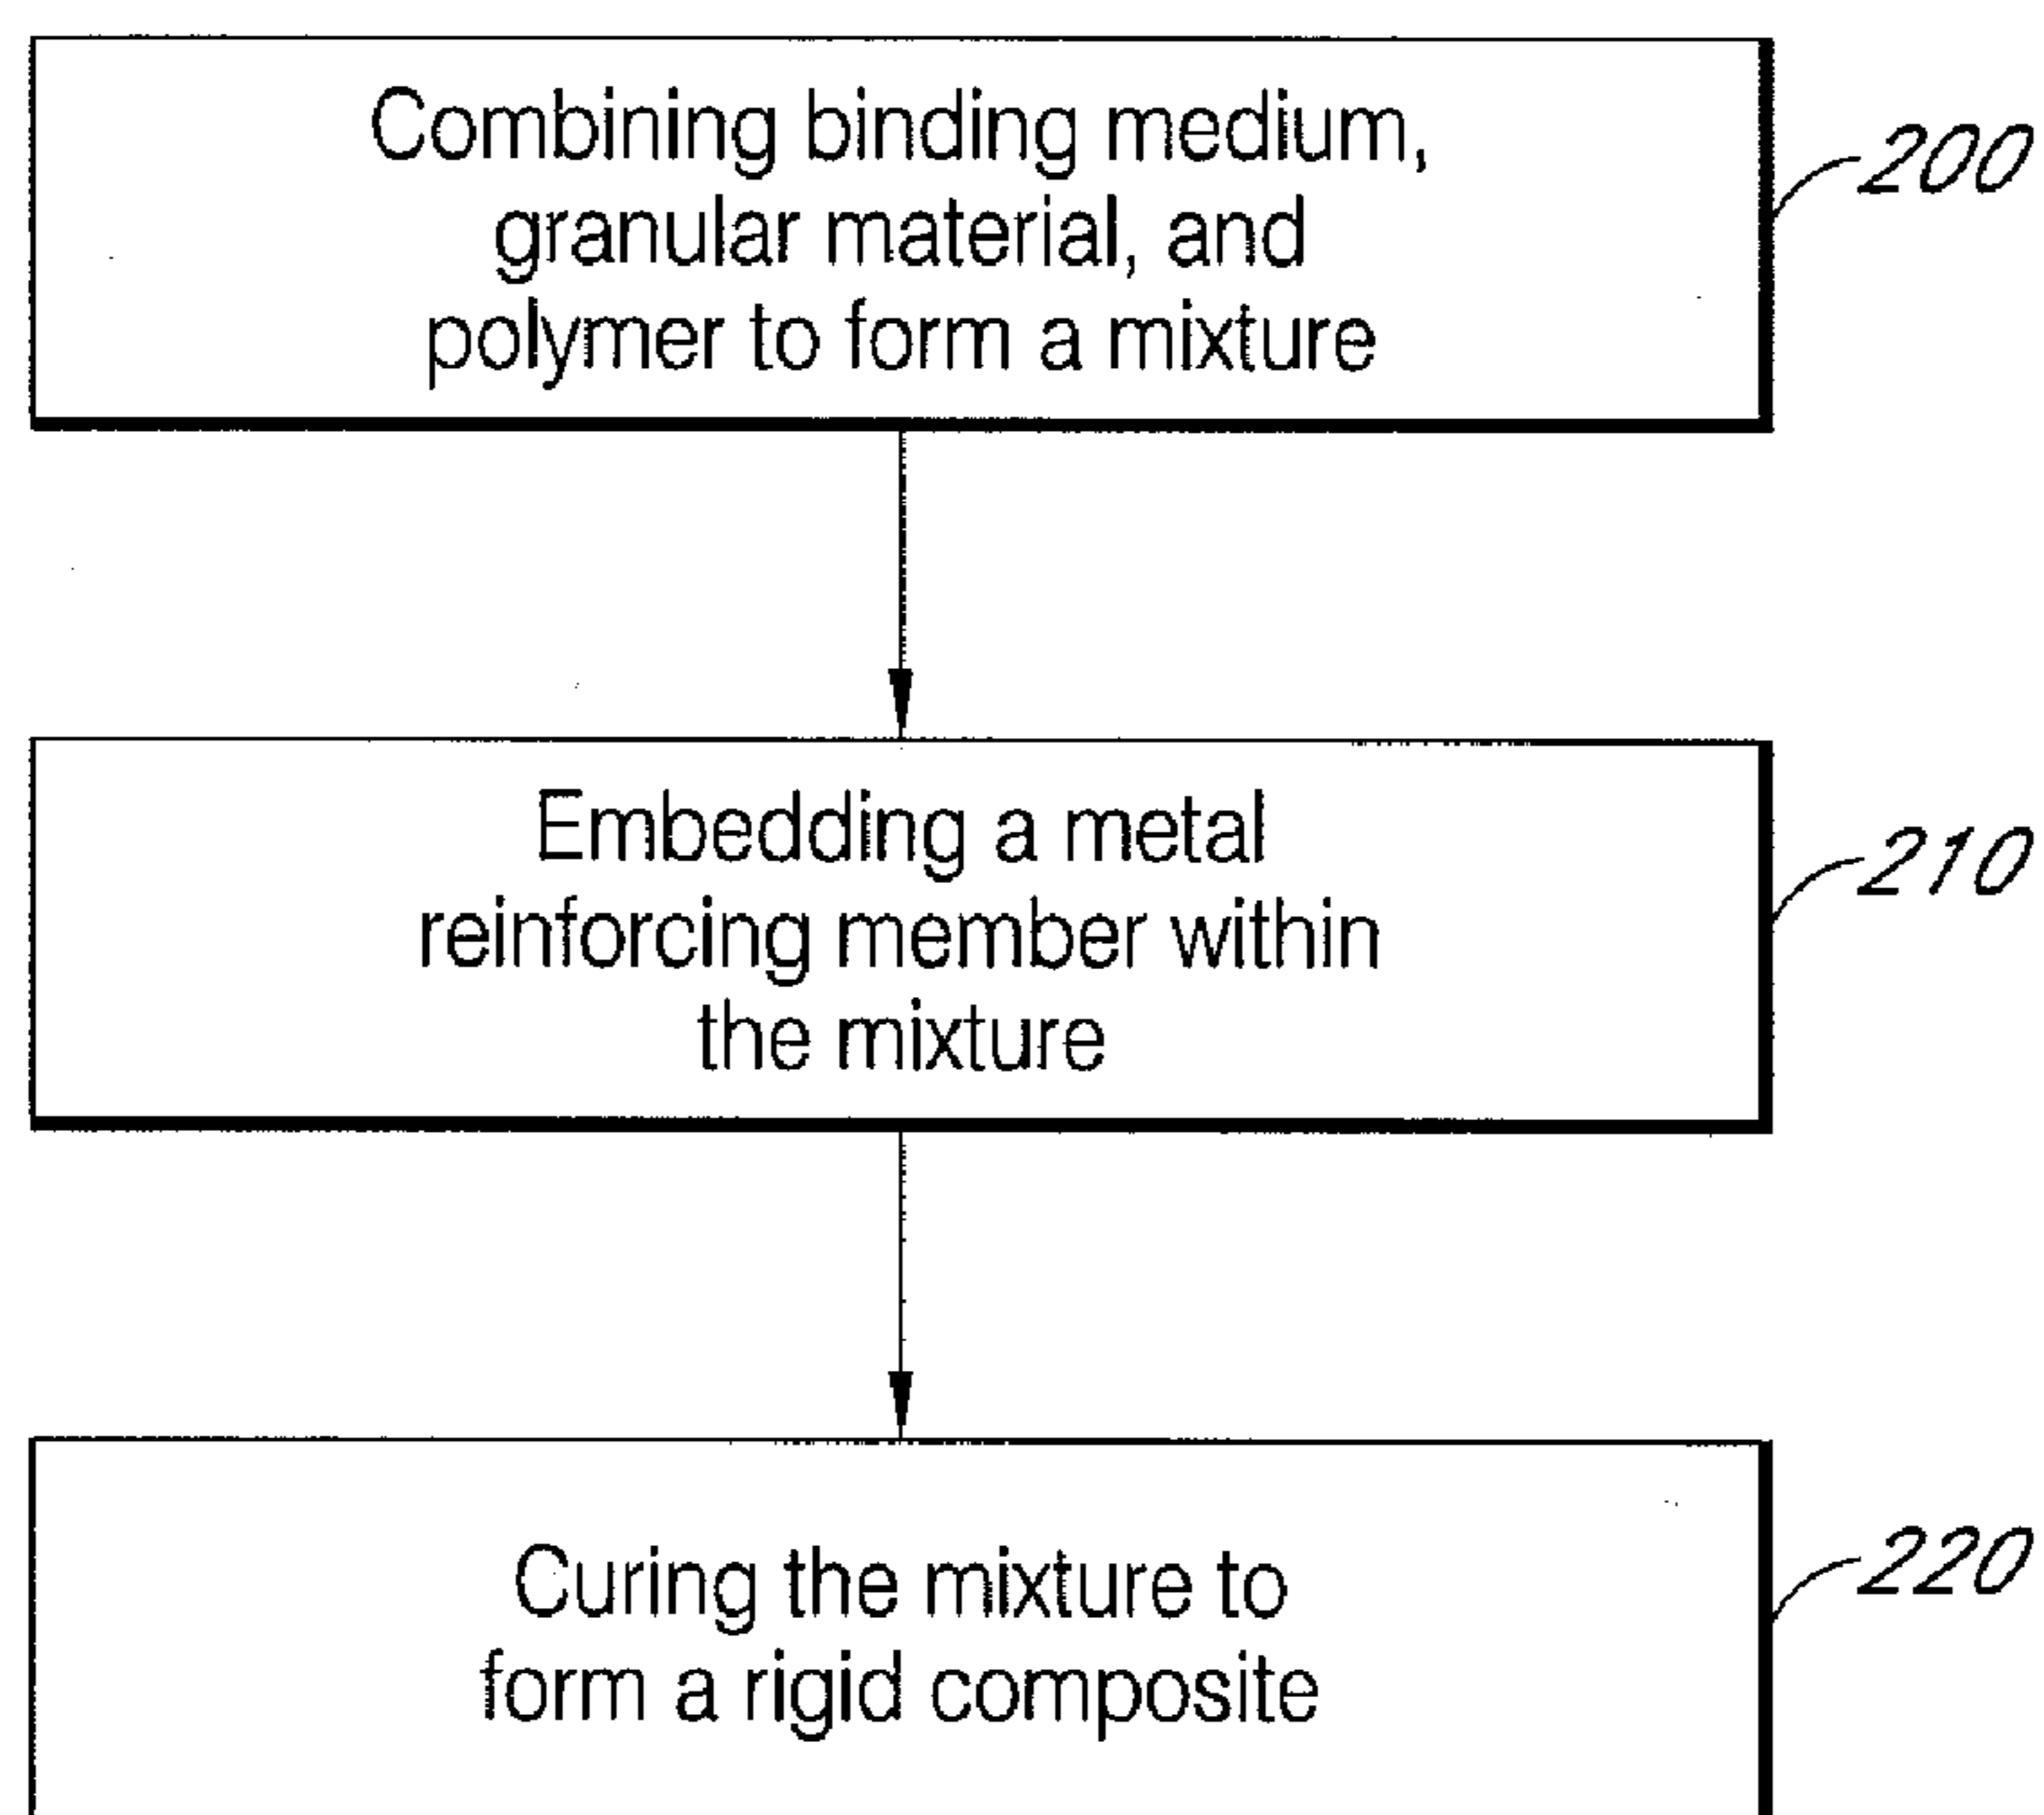 Combining binding medium,
granular material, and
polymer to form a mixture
200
Embedding a metal
reinforcing member within
the mixture
210
Curing the mixture to
form a rigid composite
220